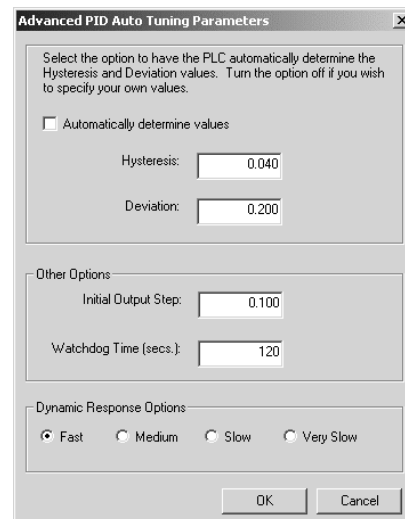 Advanced PID Auto Tuning Parameters
Select the option to have the PLC automatically determine the
Hysteresis and Deviation values. Turn the option off if you wish
to specify your own values.
Automatically determine values
Hysteresis: 0.040
Deviation: 0.200
Other Options
Initial Output Step: 0.100
Watchdog Time (secs.): 120
Dynamic Response Options
Fast Medium Slow Very Slow
OK Cancel